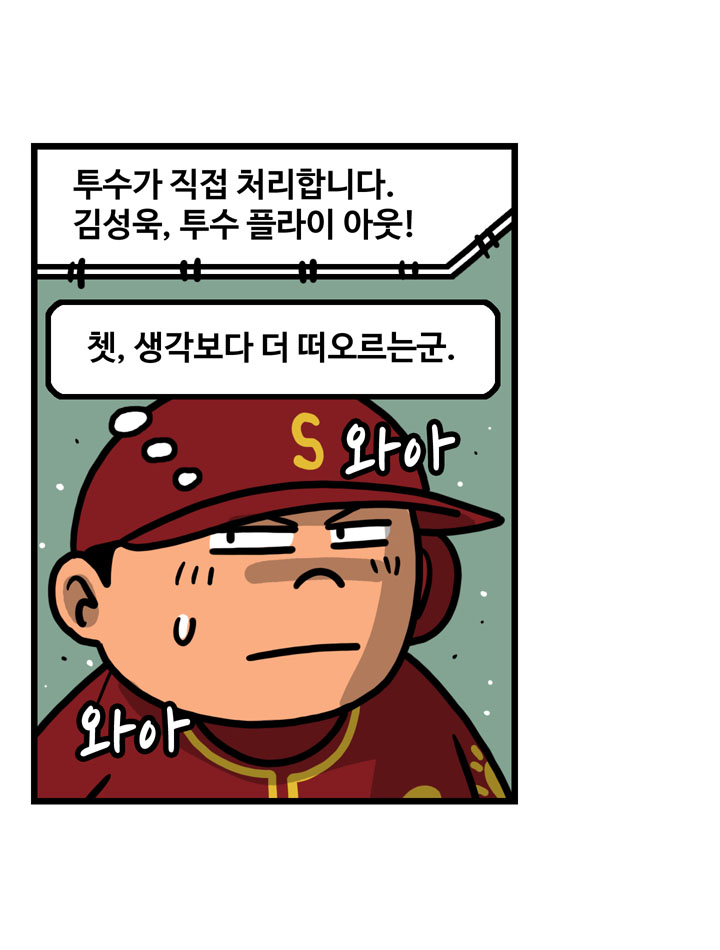 투수가 직접 처리합니다.
김성욱, 투수 플라이 아웃!
쳇, 생각보다 더 떠오르는군.
S
와아
와아